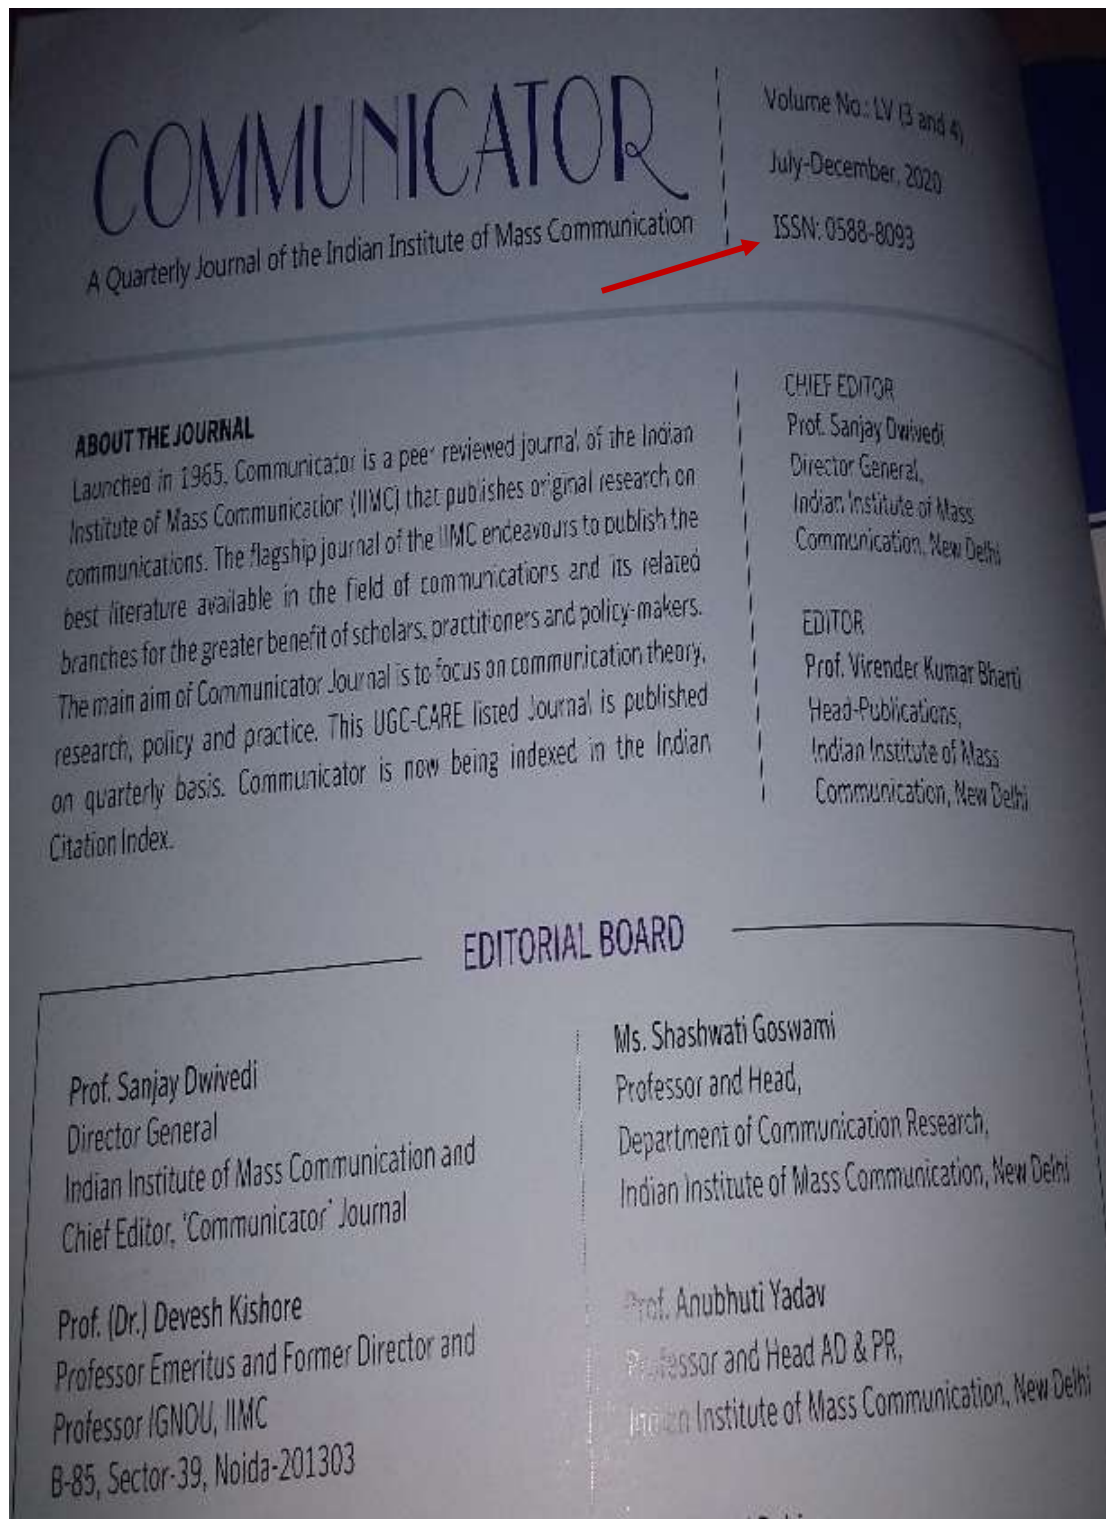 COMMUNICATOR
A Quarterly Journal of the Indian Institute of Mass Communication
Volume No.: LV (3 and 4)
July-December, 2020
ISSN: 0588-8093
ABOUT THE JOURNAL
Launched in 1965, Communicator is a peer reviewed journal of the Indian
Institute of Mass Communication (IIMC) that publishes original research on
communications. The flagship journal of the IIMC endeavours to publish the
best literature available in the field of communications and its related
branches for the greater benefit of scholars, practitioners and policy-makers.
The main aim of Communicator Journal is to focus on communication theory,
research, policy and practice. This UGC-CARE listed Journal is published
on quarterly basis. Communicator is now being indexed in the Indian
Citation Index.
CHIEF EDITOR
Prof. Sanjay Dwivedi
Director General,
Indian Institute of Mass
Communication, New Delhi
EDITOR
Prof. Virender Kumar Bharti
Head-Publications,
Indian Institute of Mass
Communication, New Delhi
EDITORIAL BOARD
Prof. Sanjay Dwivedi
Director General
Indian Institute of Mass Communication and
Chief Editor, 'Communicator' Journal
Prof. (Dr.) Devesh Kishore
Professor Emeritus and Former Director and
Professor IGNOU, IIMC
B-85, Sector-39, Noida-201303
Ms. Shashwati Goswami
Professor and Head,
Department of Communication Research,
Indian Institute of Mass Communication, New Delhi
Prof. Anubhuti Yadav
Professor and Head AD & PR,
Indian Institute of Mass Communication, New Delhi